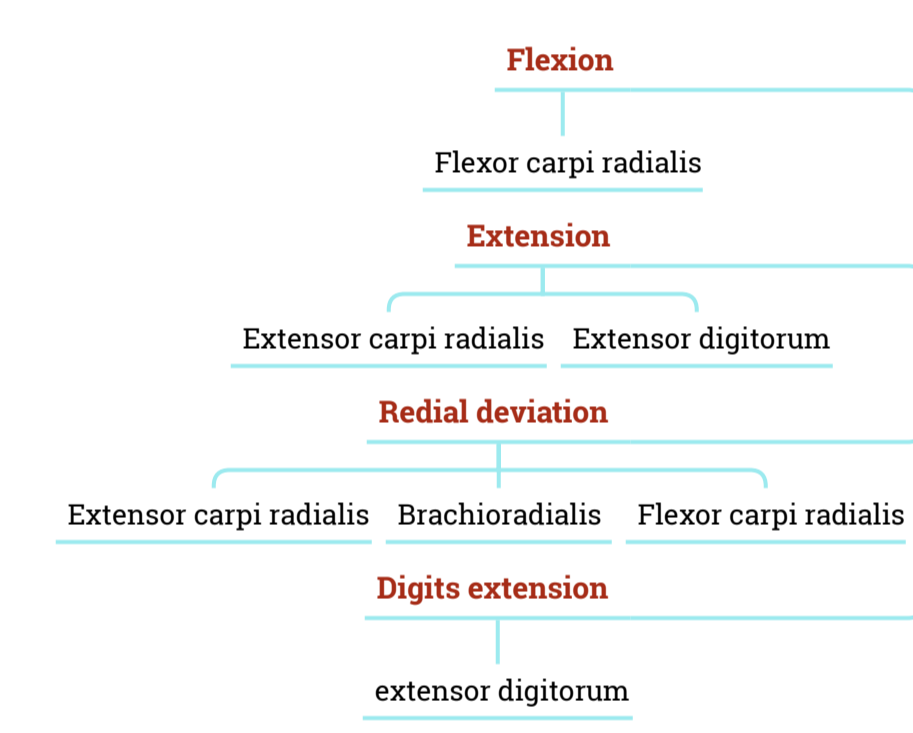 Flexion
Flexor carpi radialis
Extension
Extensor carpi radialis Extensor digitorum
Redial deviation
Extensor carpi radialis Brachioradialis Flexor carpi radialis
Digits extension
extensor digitorum